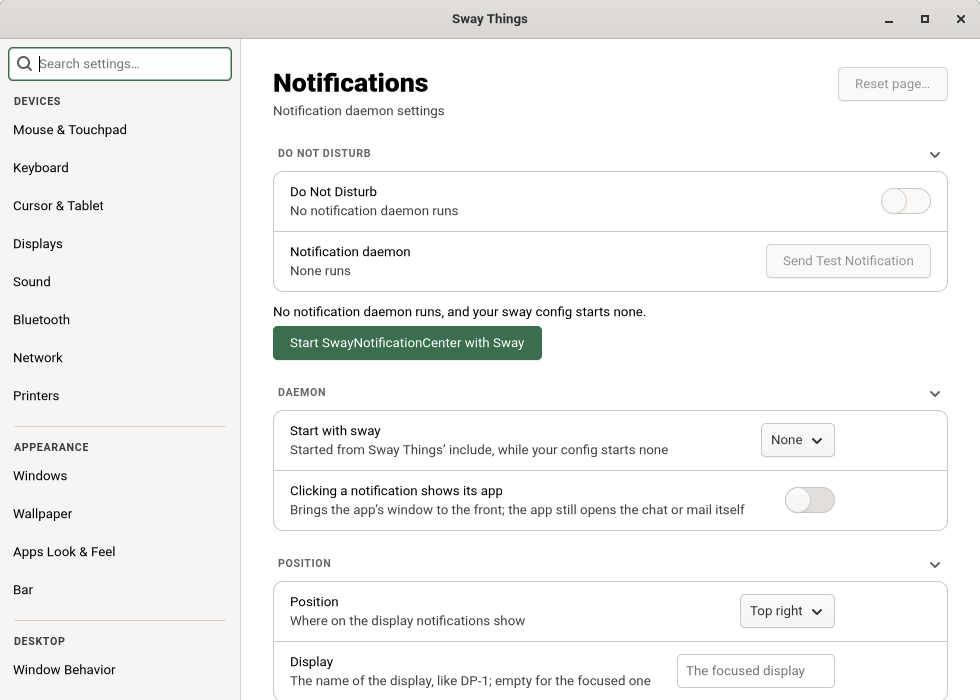 Sway Things
Search settings...
DEVICES
Mouse & Touchpad
Keyboard
Cursor & Tablet
Displays
Sound
Bluetooth
Network
Printers
APPEARANCE
Windows
Wallpaper
Apps Look & Feel
Bar
DESKTOP
Window Behavior
Notifications
Notification daemon settings
Reset page...
DO NOT DISTURB
Do Not Disturb
No notification daemon runs
Notification daemon
None runs
Send Test Notification
No notification daemon runs, and your sway config starts none.
Start SwayNotificationCenter with Sway
DAEMON
Start with sway
Started from Sway Things’ include, while your config starts none
None
Clicking a notification shows its app
Brings the app’s window to the front; the app still opens the chat or mail itself
POSITION
Position
Where on the display notifications show
Top right
Display
The name of the display, like DP-1; empty for the focused one
The focused display